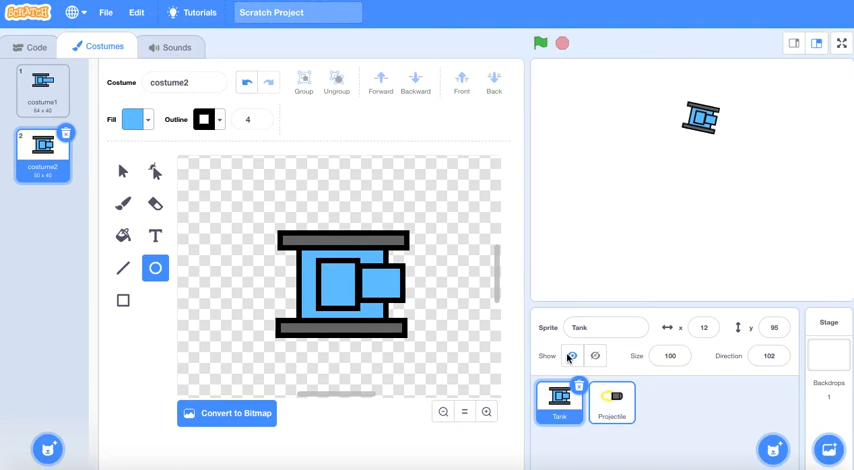 SCRATCH File Edit Tutorials Scratch Project
Code Costumes Sounds
1
costume1
64 x 40
2
costume2
50 x 40
Costume costume2
Group Ungroup Forward Backward Front Back
Fill Outline 4
T
Convert to Bitmap
Sprite Tank x 12 y 95
Show Size 100 Direction 102
Tank
Projectile
Stage
Backdrops
1